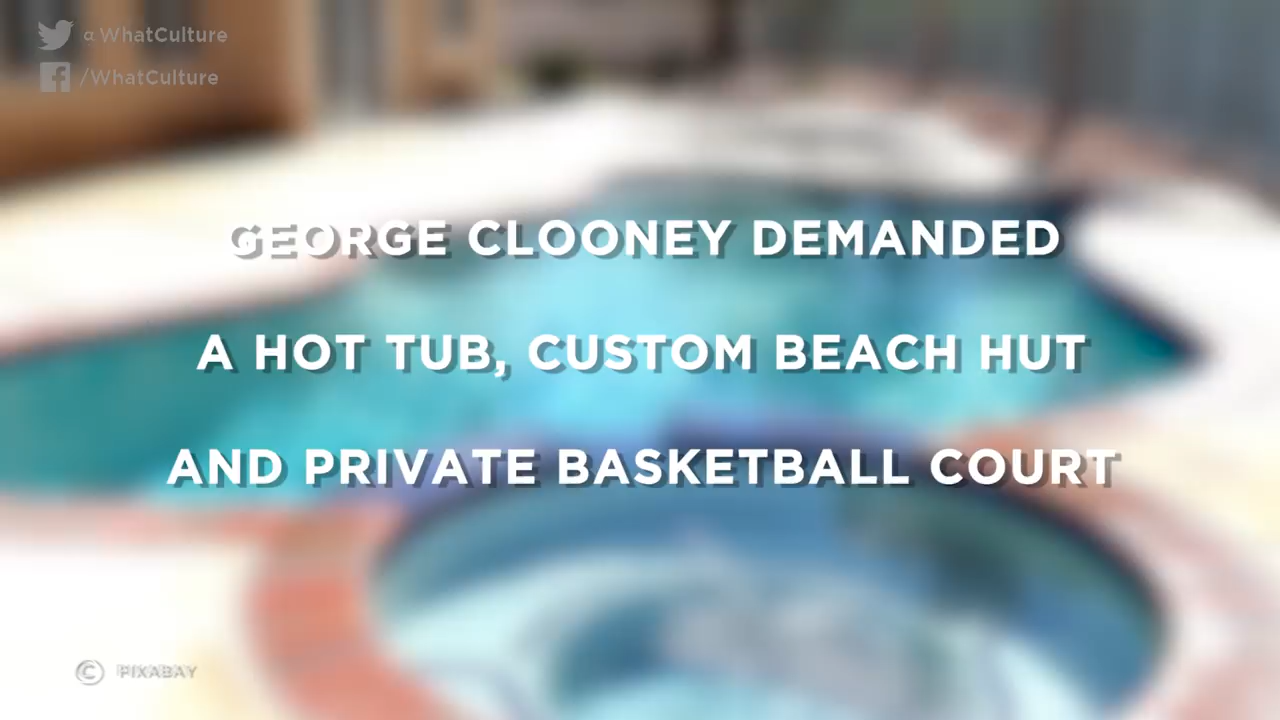 @WhatCulture
/WhatCulture
GEORGE CLOONEY DEMANDED
A HOT TUB, CUSTOM BEACH HUT
AND PRIVATE BASKETBALL COURT
© PIXABAY